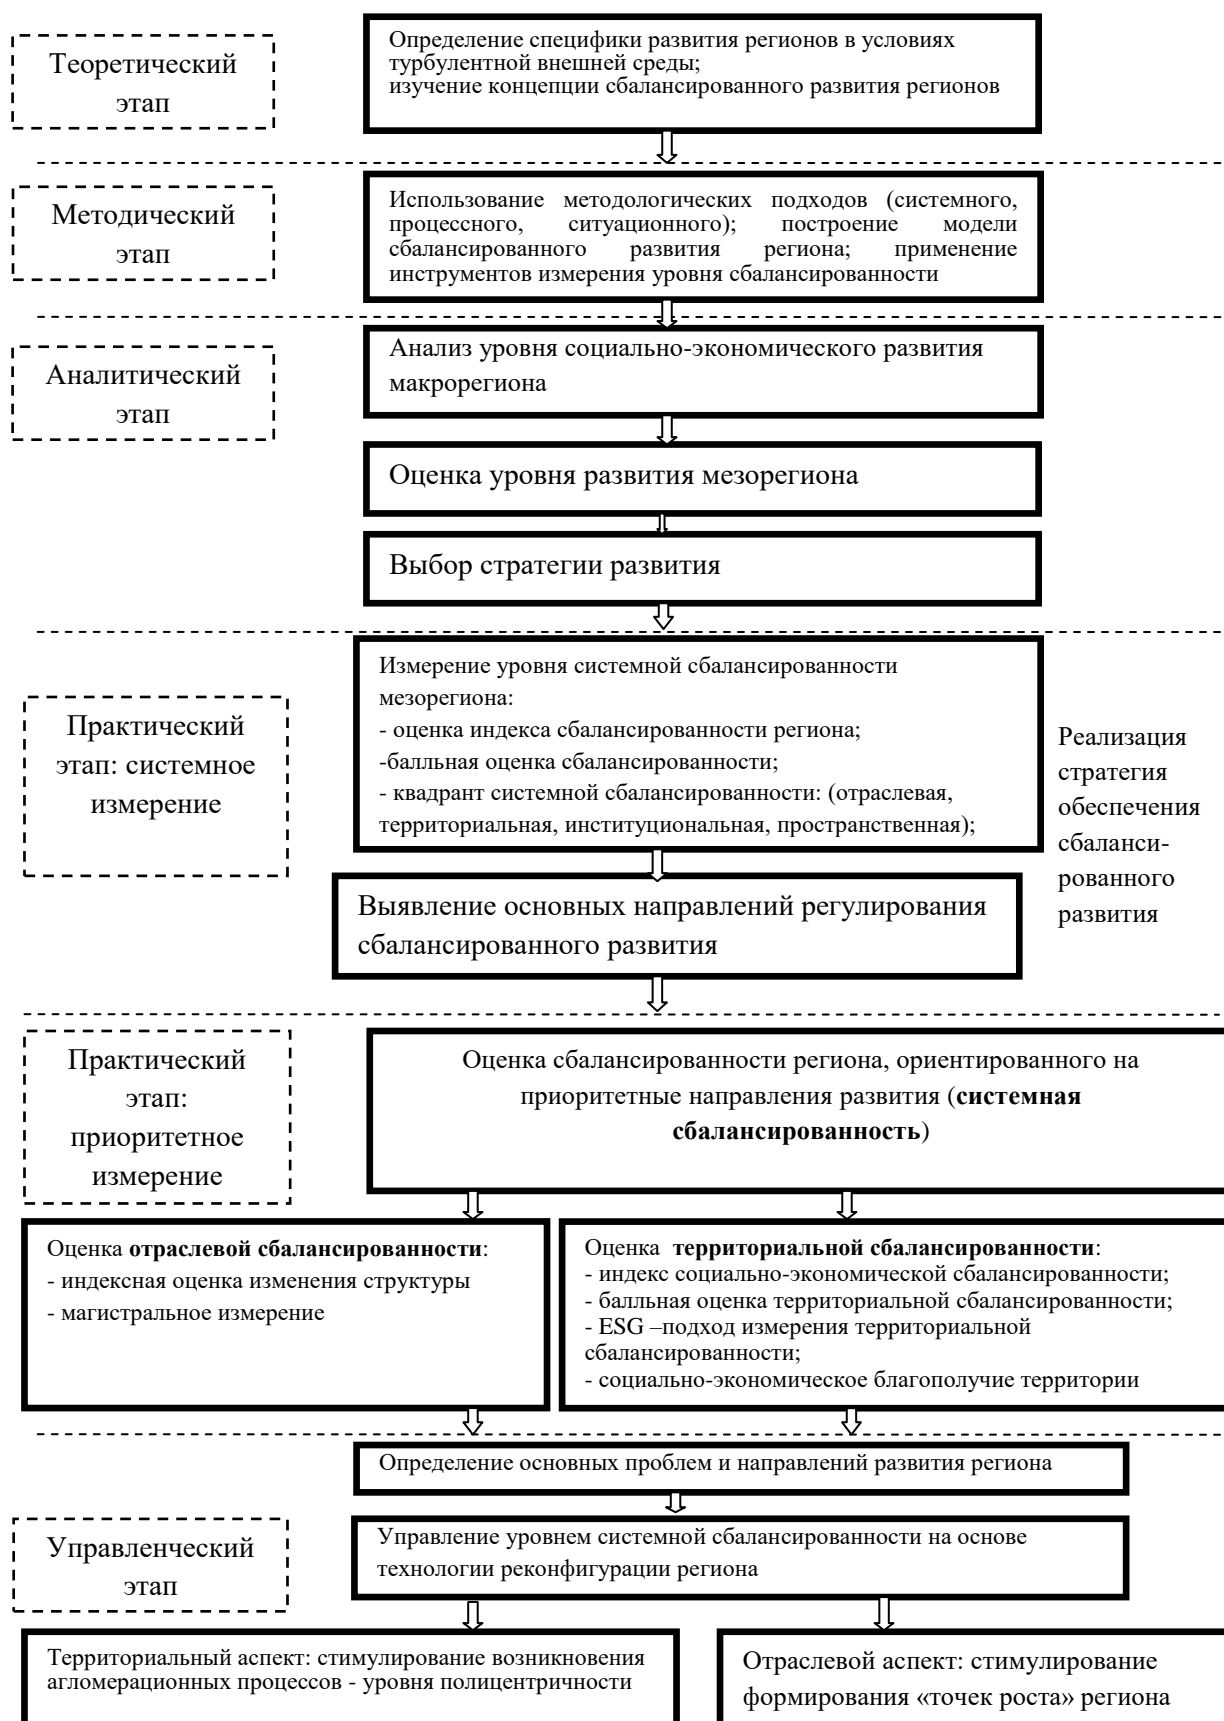 Теоретический
этап
Определение специфики развития регионов в условиях
турбулентной внешней среды;
изучение концепции сбалансированного развития регионов
Методический
этап
Использование методологических подходов (системного,
процессного, ситуационного); построение модели
сбалансированного развития региона; применение
инструментов измерения уровня сбалансированности
Аналитический
этап
Анализ уровня социально-экономического развития
макрорегиона
Оценка уровня развития мезорегиона
Выбор стратегии развития
Практический
этап: системное
измерение
Измерение уровня системной сбалансированности
мезорегиона:
- оценка индекса сбалансированности региона;
-балльная оценка сбалансированности;
- квадрант системной сбалансированности: (отраслевая,
территориальная, институциональная, пространственная);
Реализация
стратегия
обеспечения
сбаланси-
рованного
развития
Выявление основных направлений регулирования
сбалансированного развития
Практический
этап:
приоритетное
измерение
Оценка сбалансированности региона, ориентированного на
приоритетные направления развития (системная
сбалансированность)
Оценка отраслевой сбалансированности:
- индексная оценка изменения структуры
- магистральное измерение
Оценка территориальной сбалансированности:
- индекс социально-экономической сбалансированности;
- балльная оценка территориальной сбалансированности;
- ESG –подход измерения территориальной
сбалансированности;
- социально-экономическое благополучие территории
Определение основных проблем и направлений развития региона
Управленческий
этап
Управление уровнем системной сбалансированности на основе
технологии реконфигурации региона
Территориальный аспект: стимулирование возникновения
агломерационных процессов - уровня полицентричности
Отраслевой аспект: стимулирование
формирования «точек роста» региона